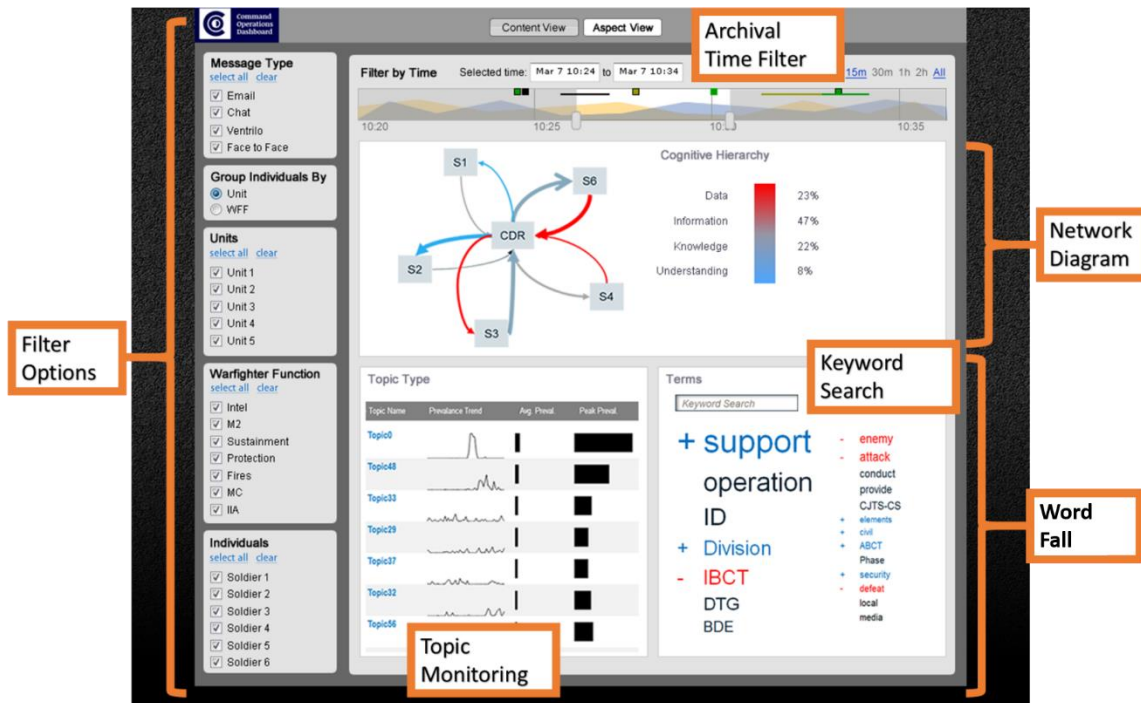 Command
Operations
Dashboard
Content View
Aspect View
Archival
Time Filter
Message Type
select all clear
Email
Chat
Ventrilo
Face to Face
Group Individuals By
Unit
WFF
Units
select all clear
Unit 1
Unit 2
Unit 3
Unit 4
Unit 5
Filter
Options
Warfighter Function
select all clear
Intel
M2
Sustainment
Protection
Fires
MC
IIA
Individuals
select all clear
Soldier 1
Soldier 2
Soldier 3
Soldier 4
Soldier 5
Soldier 6
Filter by Time Selected time: Mar 7 10:24 to Mar 7 10:34 15m 30m 1h 2h All
10:20 10:25 10:35
S1
S6
CDR
S2
S4
S3
Cognitive Hierarchy
Data 23%
Information 47%
Knowledge 22%
Understanding 8%
Network
Diagram
Topic Type
Topic Name Prevalance Trend Avg. Preval. Peak Preval.
Topic0
Topic48
Topic33
Topic29
Topic37
Topic32
Topic56
Topic
Monitoring
Terms
Keyword
Search
Keyword Search
+ support
operation
ID
+ Division
- IBCT
DTG
BDE
- enemy
- attack
conduct
provide
CJTS-CS
+ elements
+ civil
+ ABCT
Phase
+ security
- defeat
local
media
Word
Fall